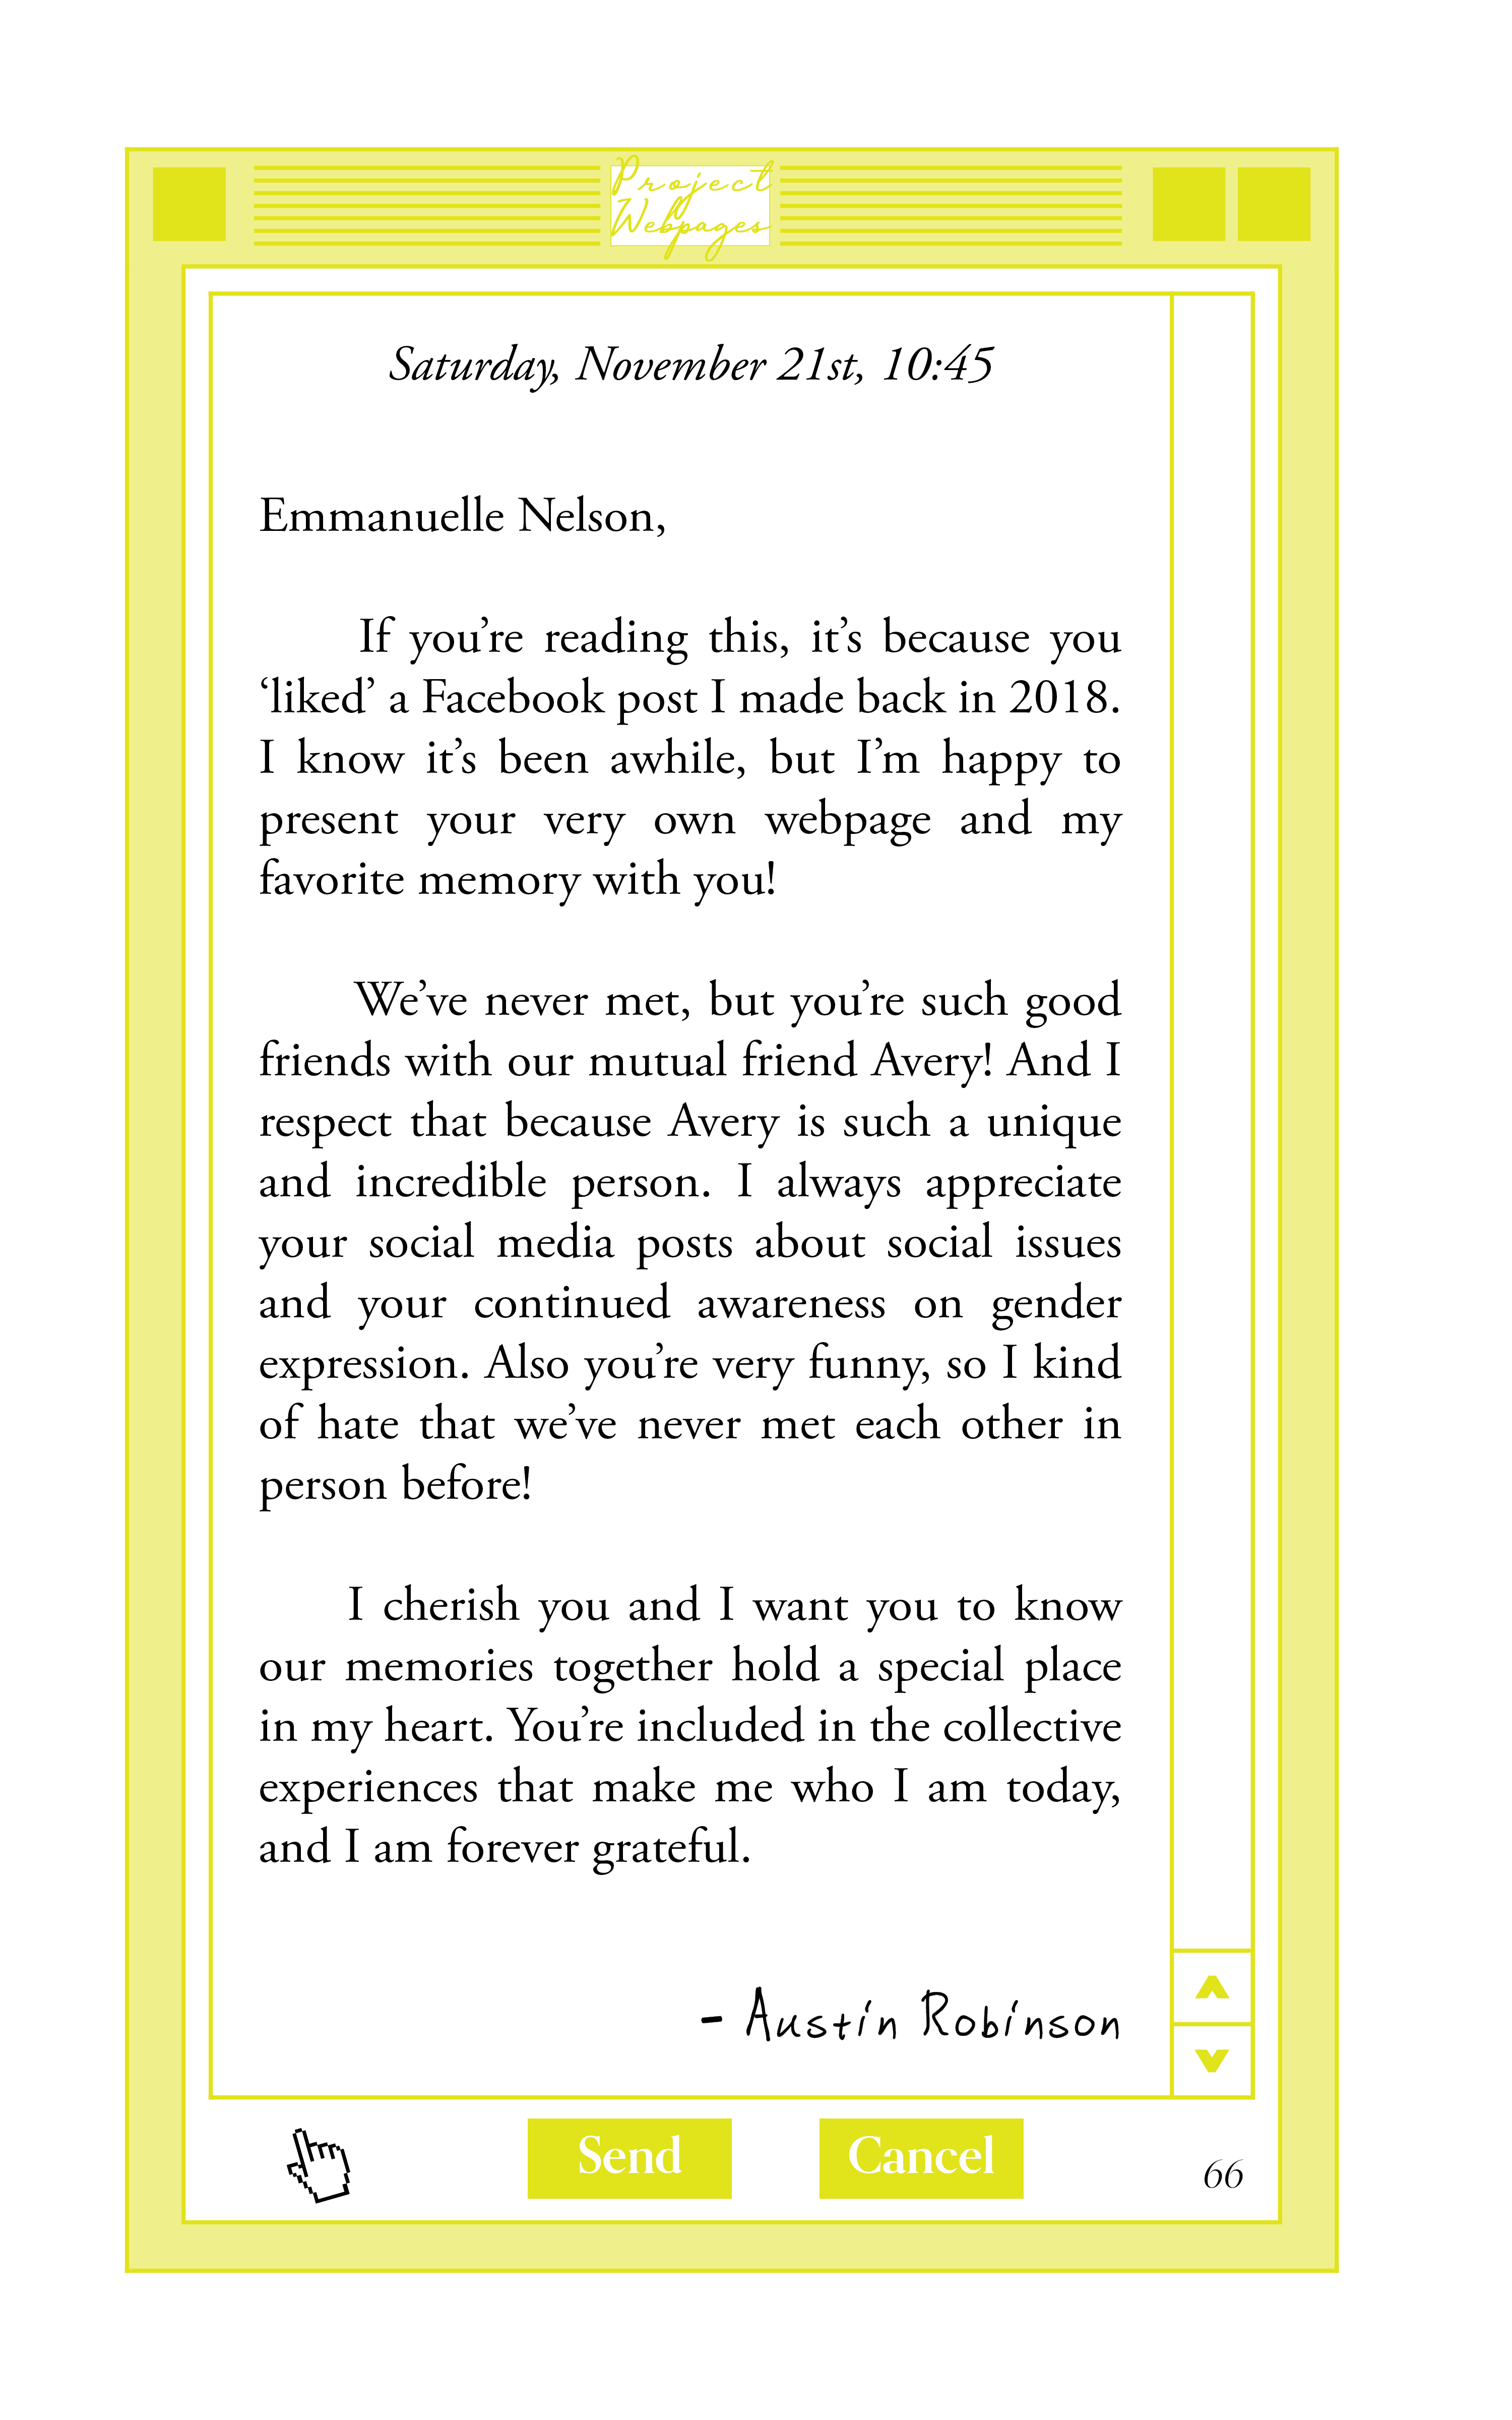 Project
Webpages
Saturday, November 21st, 10:45
Emmanuelle Nelson,
If you’re reading this, it’s because you
‘liked’ a Facebook post I made back in 2018.
I know it’s been awhile, but I’m happy to
present your very own webpage and my
favorite memory with you!
We’ve never met, but you’re such good
friends with our mutual friend Avery! And I
respect that because Avery is such a unique
and incredible person. I always appreciate
your social media posts about social issues
and your continued awareness on gender
expression. Also you’re very funny, so I kind
of hate that we’ve never met each other in
person before!
I cherish you and I want you to know
our memories together hold a special place
in my heart. You’re included in the collective
experiences that make me who I am today,
and I am forever grateful.
- Austin Robinson
Send Cancel 66